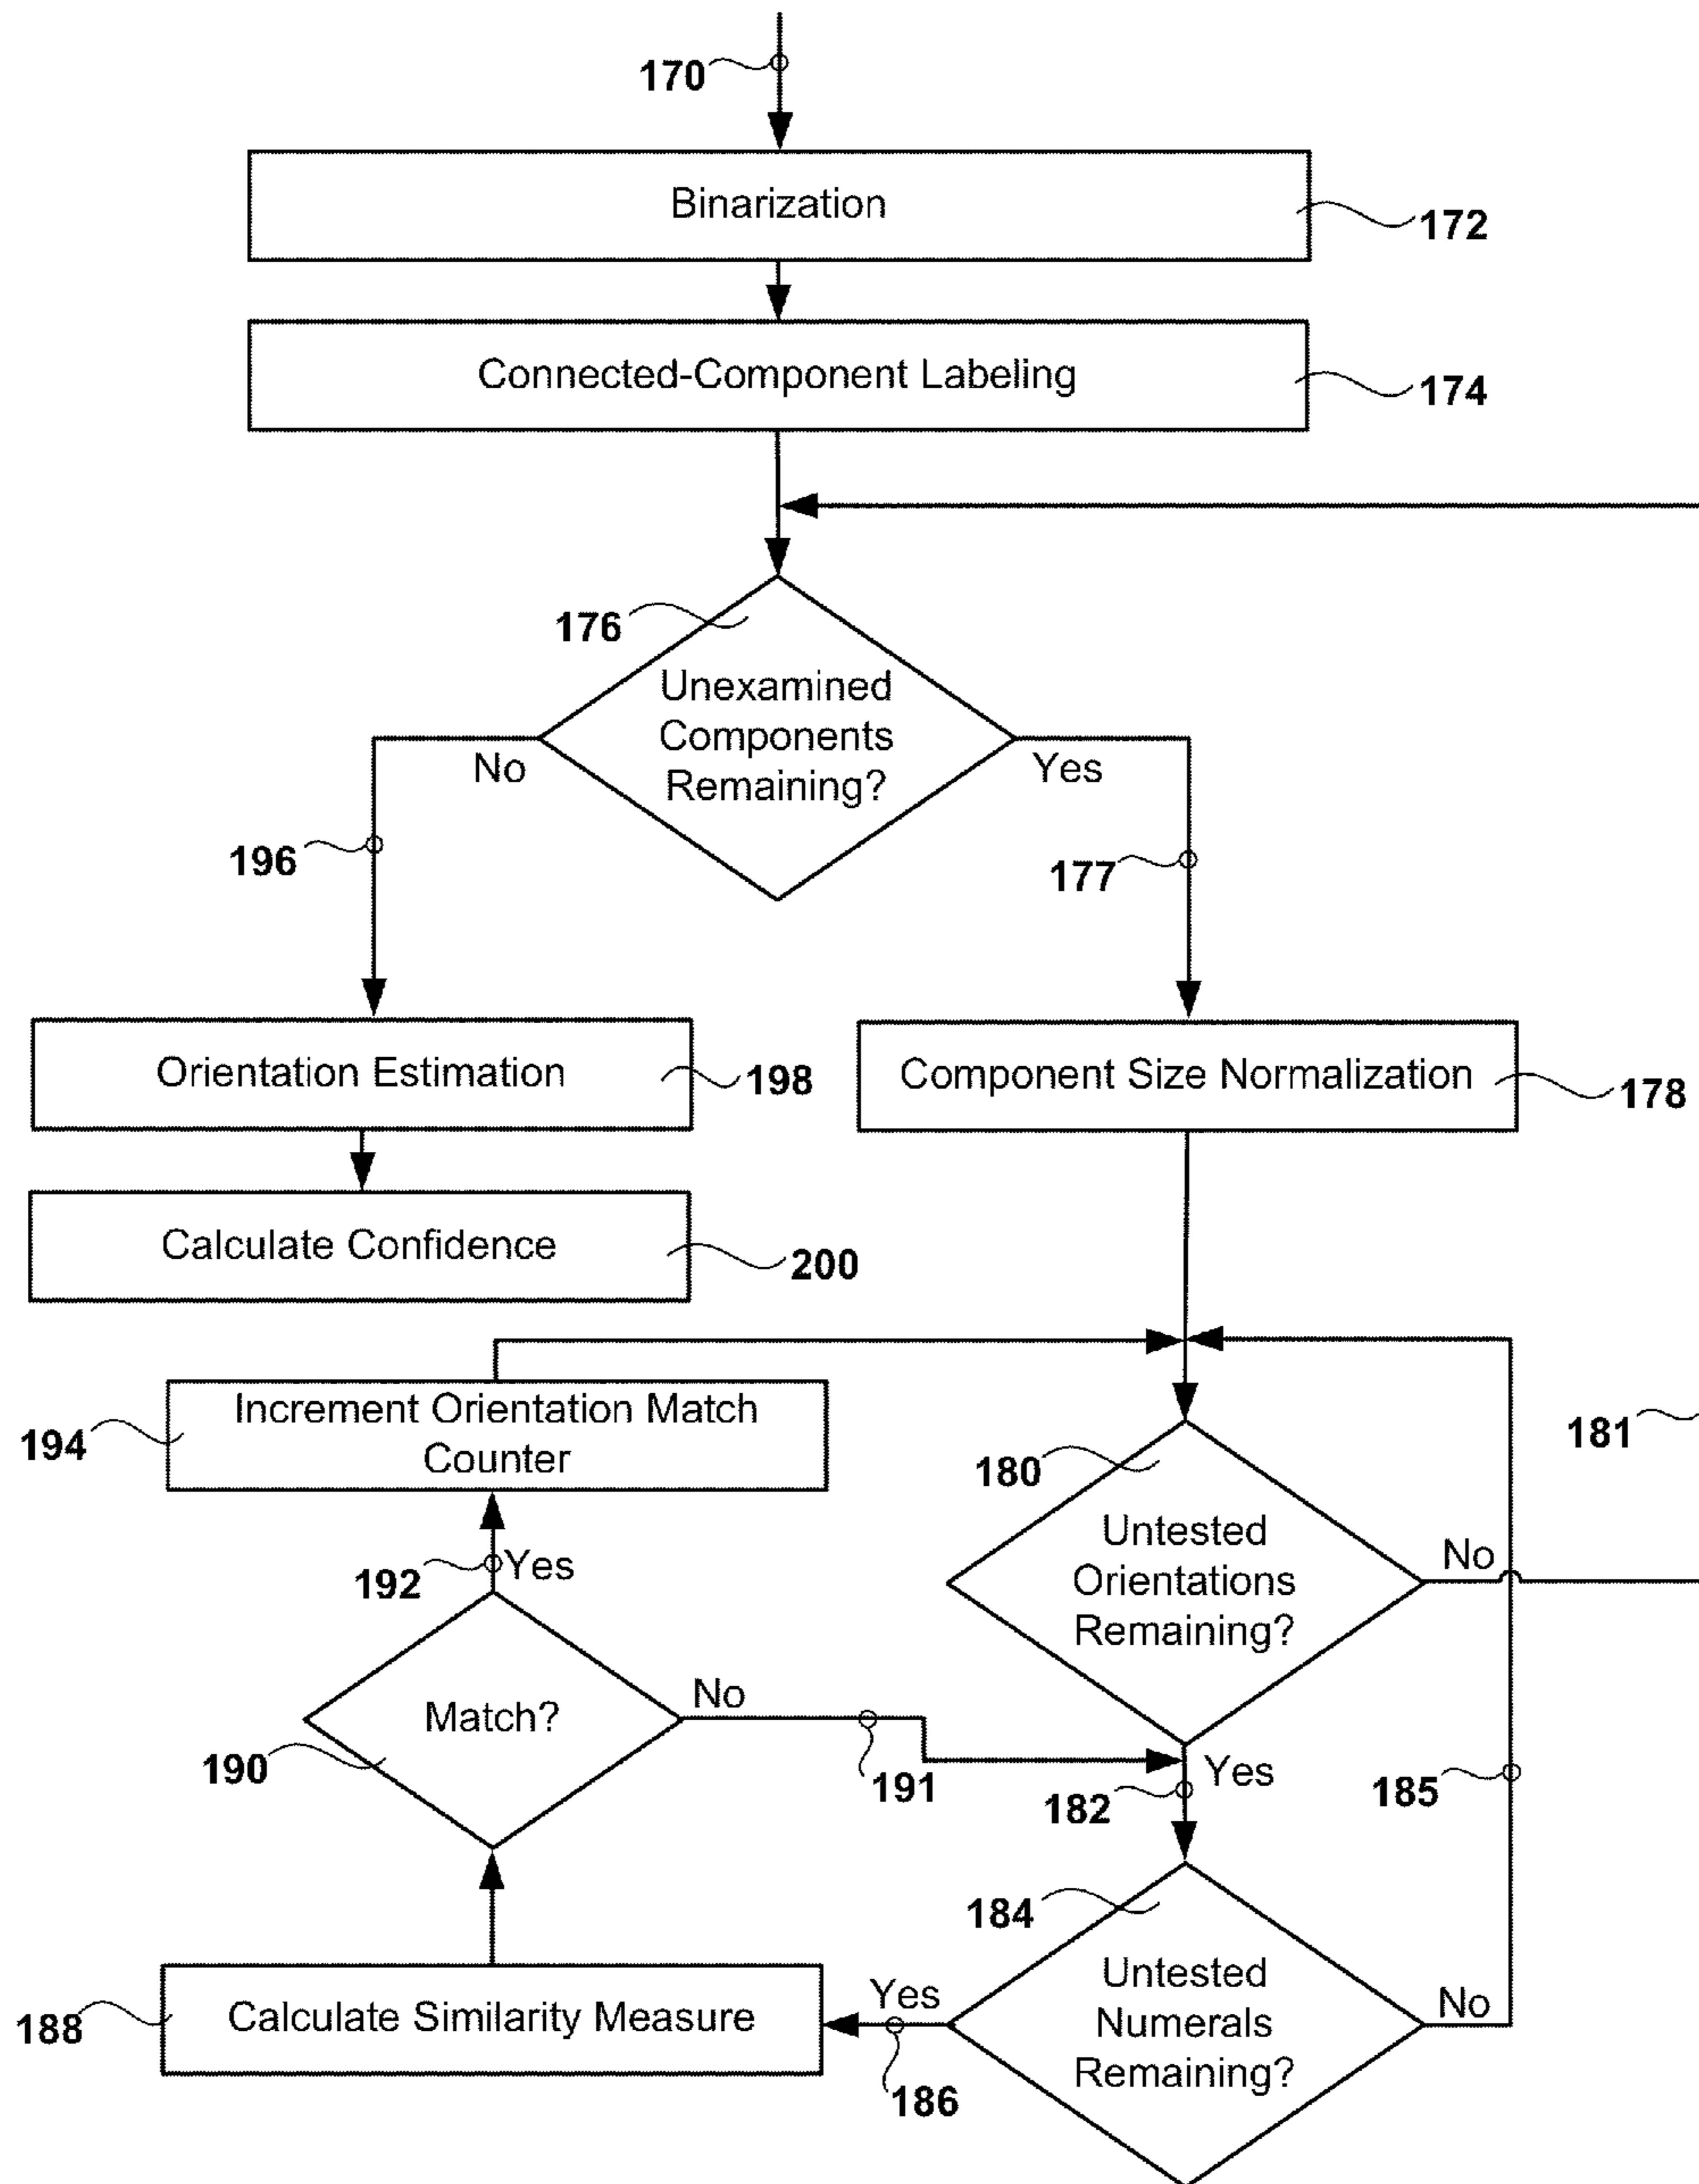 170
Binarization
172
Connected-Component Labeling
174
176
Unexamined
Components
Remaining?
No
Yes
196
177
Orientation Estimation
198
Component Size Normalization
178
Calculate Confidence
200
Increment Orientation Match
Counter
194
181
180
Untested
Orientations
Remaining?
No
192
Yes
Match?
No
190
191
Yes
182
185
184
Untested
Numerals
Remaining?
Yes
No
Calculate Similarity Measure
188
186